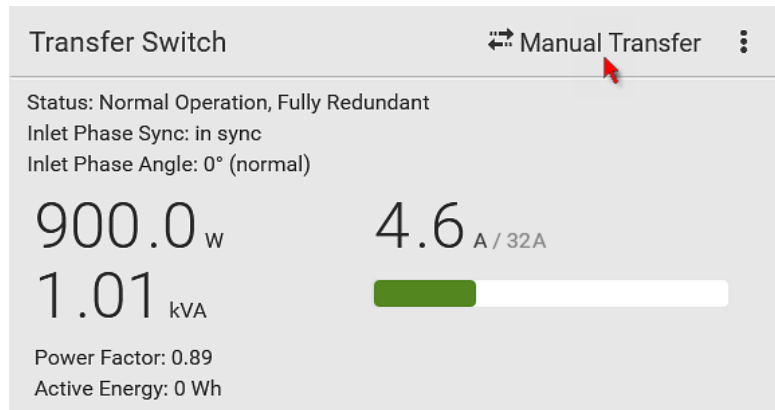 Transfer Switch Manual Transfer
Status: Normal Operation, Fully Redundant
Inlet Phase Sync: in sync
Inlet Phase Angle: 0° (normal)
900.0 W 4.6 A / 32A
1.01 kVA
Power Factor: 0.89
Active Energy: 0 Wh